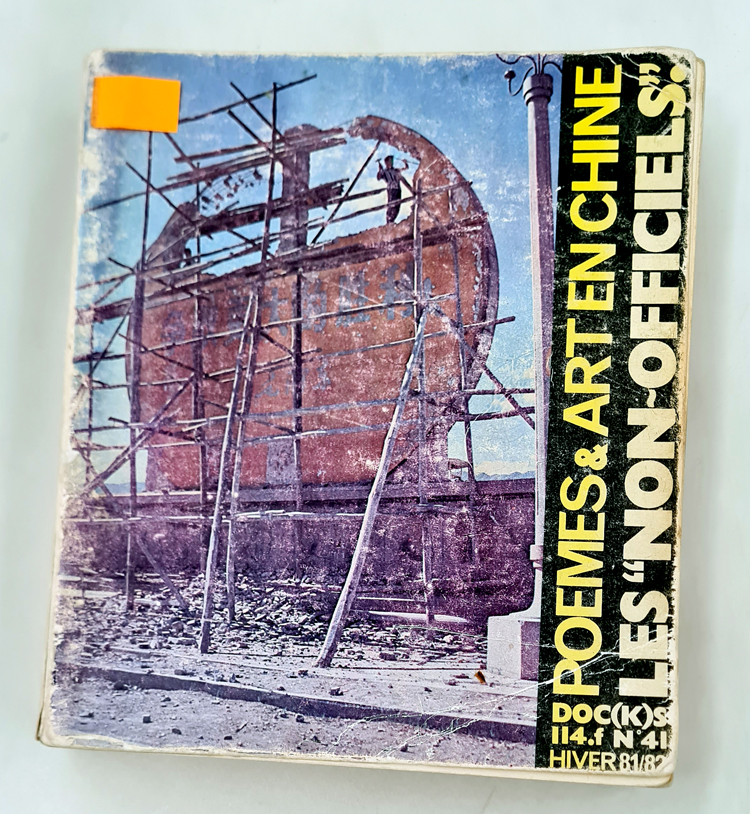 POEMES & ART EN CHINE
LES "NON-OFFICIELS".
DOC(K)S
114.f N°41
HIVER 81/82